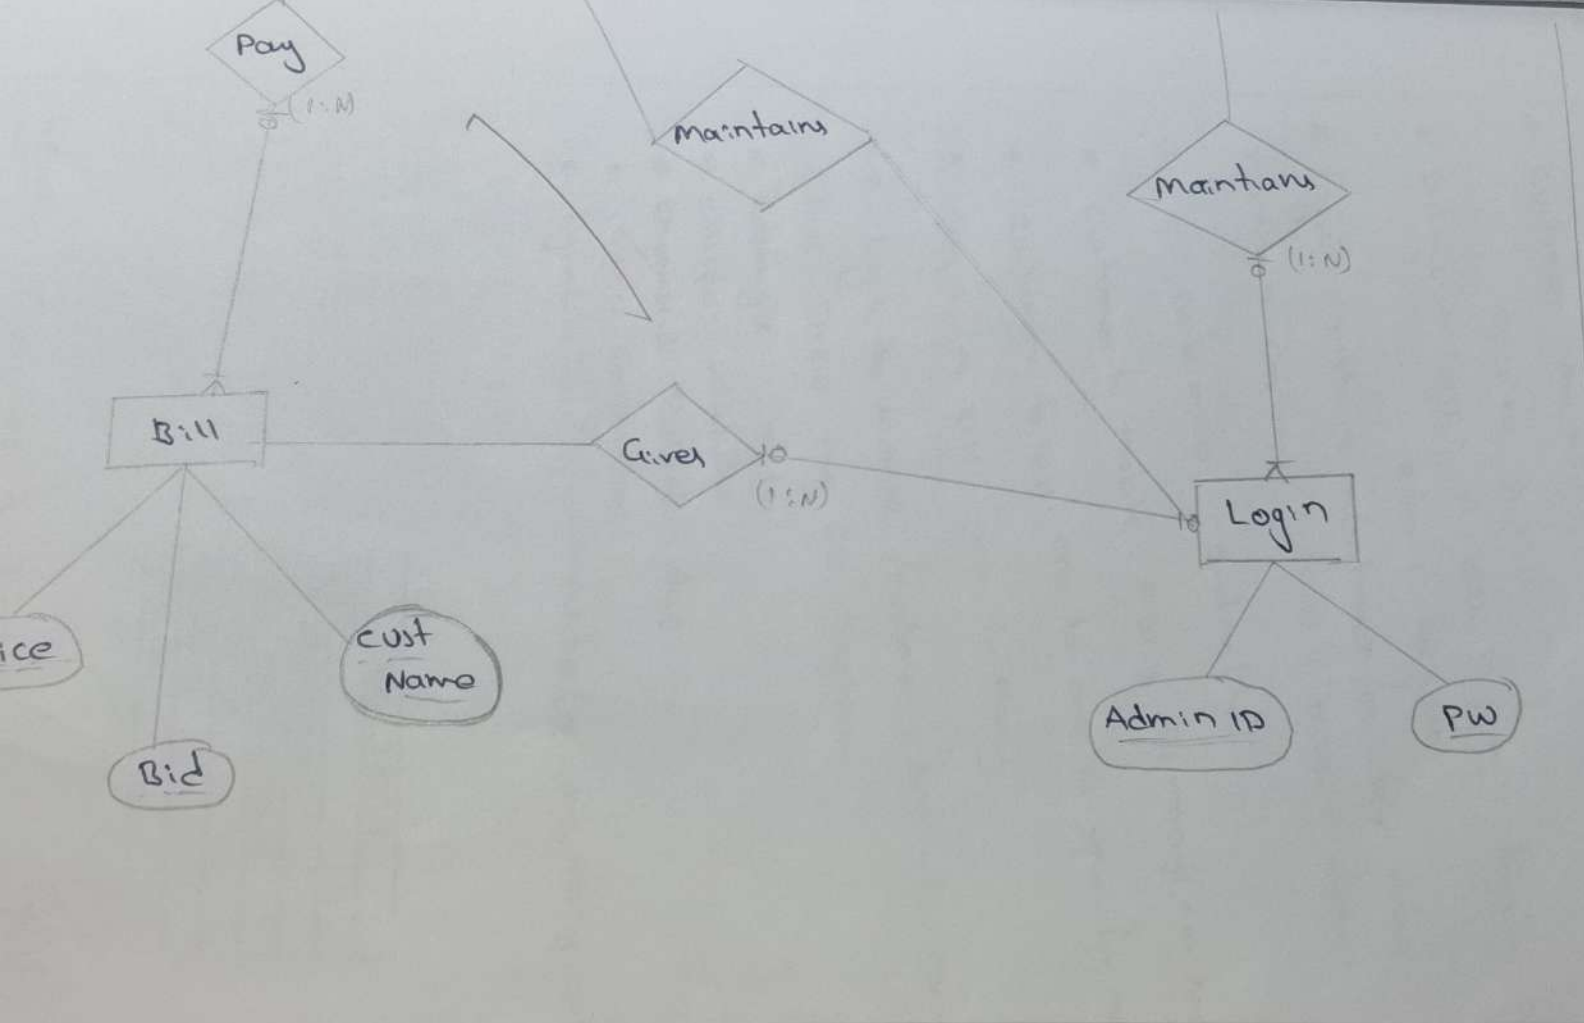 Pay
(1:N)
Maintains
Maintians
(1:N)
Bill
Gives
(1:N)
Login
ice
Cust
Name
Bid
Admin ID
PW